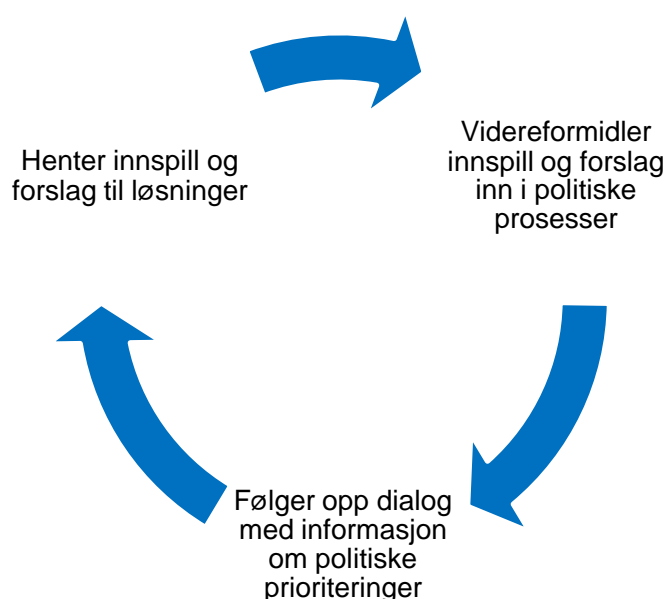 Henter innspill og
forslag til løsninger
Videreformidler
innspill og forslag
inn i politiske
prosesser
Følger opp dialog
med informasjon
om politiske
prioriteringer